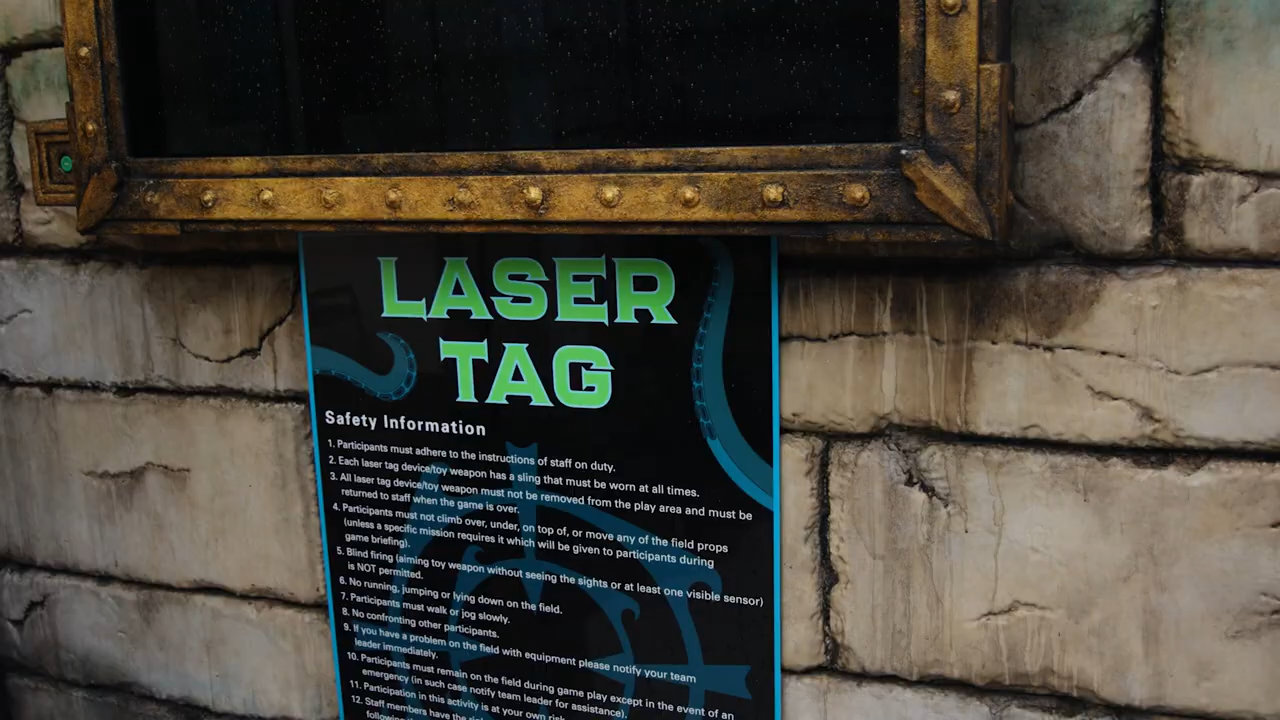 LASER
TAG
Safety Information
1. Participants must adhere to the instructions of staff on duty.
2. Each laser tag device/toy weapon has a sling that must be worn at all times.
3. All laser tag device/toy weapon must not be removed from the play area and must be
returned to staff when the game is over.
4. Participants must not climb over, under, on top of, or move any of the field props
(unless a specific mission requires it which will be given to participants during
game briefing).
5. Blind firing (aiming toy weapon without seeing the sights or at least one visible sensor)
is NOT permitted.
6. No running, jumping or lying down on the field.
7. Participants must walk or jog slowly.
8. No confronting other participants.
9. If you have a problem on the field with equipment please notify your team
leader immediately.
10. Participants must remain on the field during game play except in the event of an
emergency (in such case notify team leader for assistance).
11. Participation in this activity is at your own risk
12. Staff members have the
following